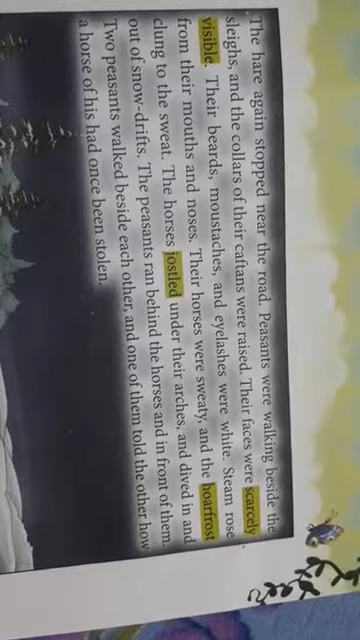 The hare again stopped near the road. Peasants were walking beside the
sleighs, and the collars of their caftans were raised. Their faces were scarcely
visible. Their beards, moustaches, and eyelashes were white. Steam rose
from their mouths and noses. Their horses were sweaty, and the hoarfrost
clung to the sweat. The horses jostled under their arches, and dived in and
out of snow-drifts. The peasants ran behind the horses and in front of them.
Two peasants walked beside each other, and one of them told the other how
a horse of his had once been stolen.